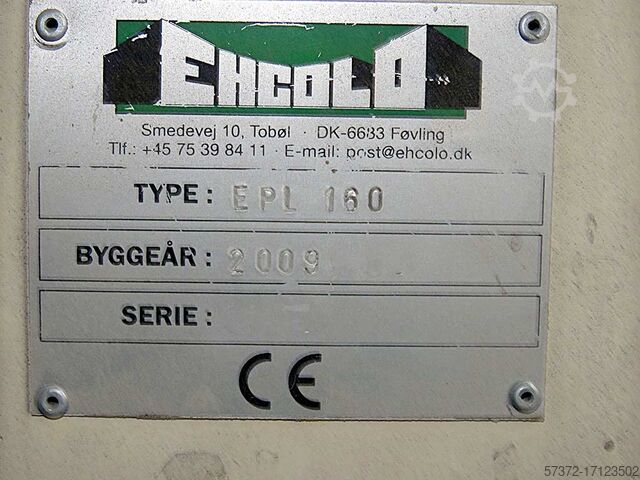 EHCOLO
Smedevej 10, Tobøl · DK-6683 Føvling
Tlf.: +45 75 39 84 11 · E-mail: post@ehcolo.dk
TYPE: EPL 160
BYGGEÅR: 2009
SERIE:
CE
57372-17123502